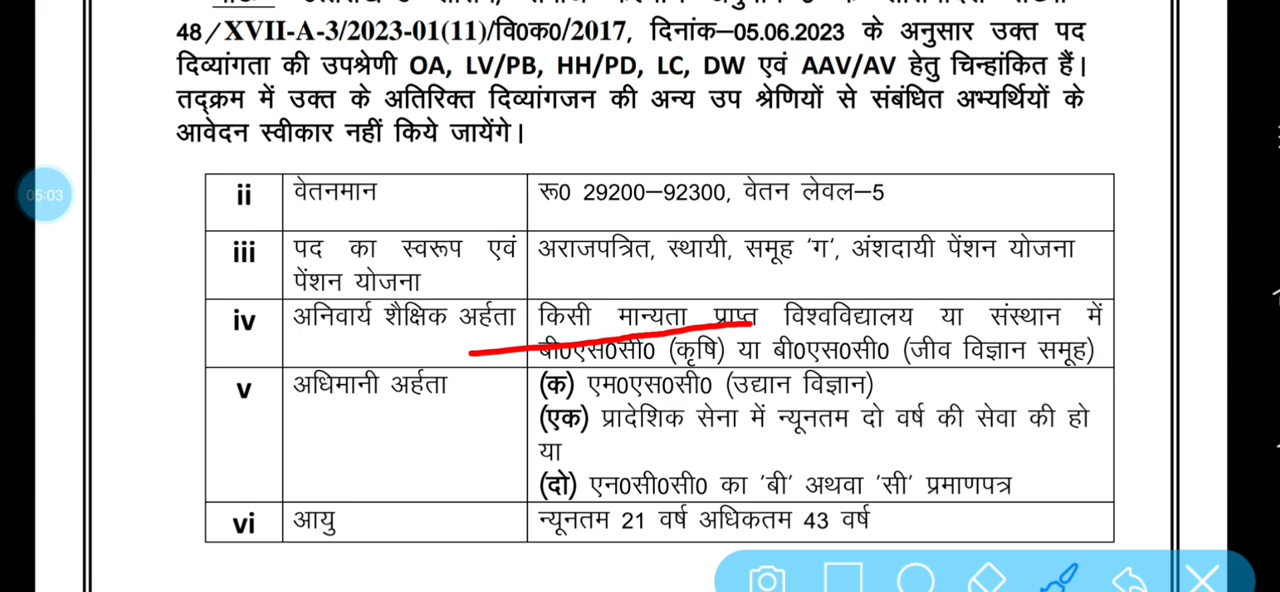 48/XVII-A-3/2023-01(11)/वि0क0/2017, दिनांक–05.06.2023 के अनुसार उक्त पद
दिव्यांगता की उपश्रेणी OA, LV/PB, HH/PD, LC, DW एवं AAV/AV हेतु चिन्हांकित हैं।
तद्क्रम में उक्त के अतिरिक्त दिव्यांगजन की अन्य उप श्रेणियों से संबंधित अभ्यर्थियों के
आवेदन स्वीकार नहीं किये जायेंगे।
05:03
ii वेतनमान रू0 29200–92300, वेतन लेवल–5
iii पद का स्वरूप एवं अराजपत्रित, स्थायी, समूह 'ग', अंशदायी पेंशन योजना
पेंशन योजना
iv अनिवार्य शैक्षिक अर्हता किसी मान्यता प्राप्त विश्वविद्यालय या संस्थान में
बी0एस0सी0 (कृषि) या बी0एस0सी0 (जीव विज्ञान समूह)
v अधिमानी अर्हता (क) एम0एस0सी0 (उद्यान विज्ञान)
(एक) प्रादेशिक सेना में न्यूनतम दो वर्ष की सेवा की हो
या
(दो) एन0सी0सी0 का 'बी' अथवा 'सी' प्रमाणपत्र
vi आयु न्यूनतम 21 वर्ष अधिकतम 43 वर्ष